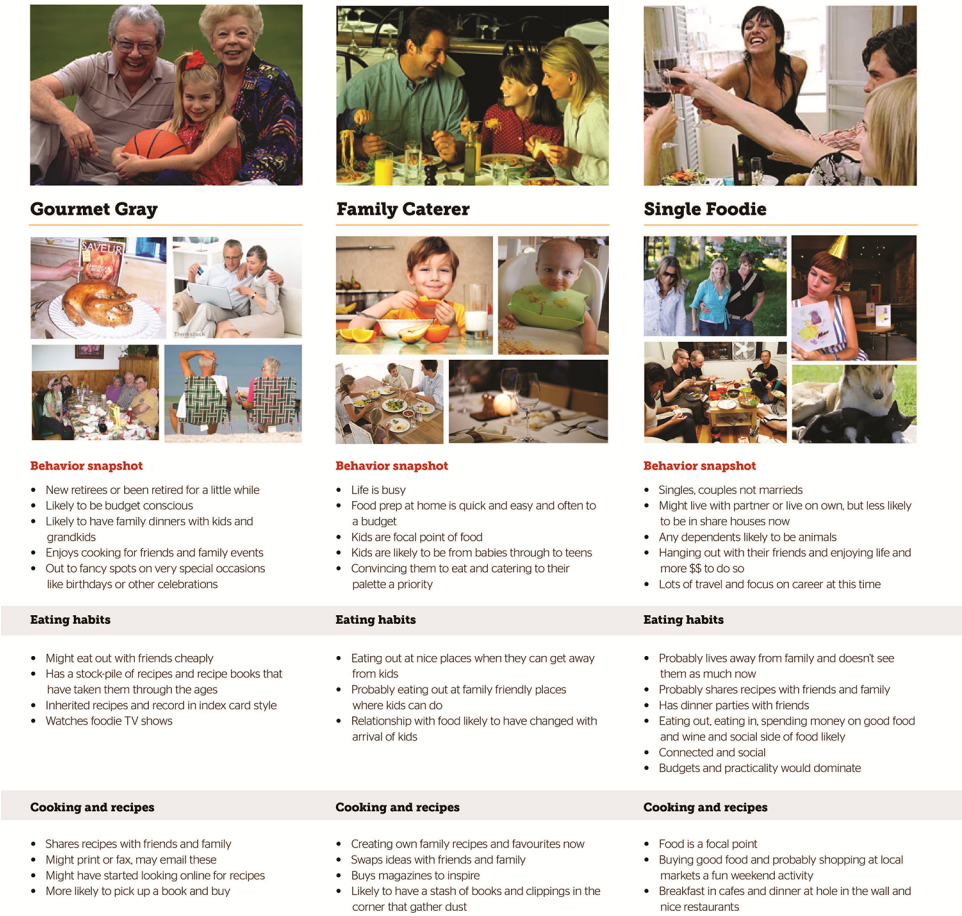 SAVEUR
Gourmet Gray
Behavior snapshot
• New retirees or been retired for a little while
• Likely to be budget conscious
• Likely to have family dinners with kids and
grandkids
• Enjoys cooking for friends and family events
• Out to fancy spots on very special occasions
like birthdays or other celebrations
Eating habits
• Might eat out with friends cheaply
• Has a stock-pile of recipes and recipe books that
have taken them through the ages
• Inherited recipes and record in index card style
• Watches foodie TV shows
Cooking and recipes
• Shares recipes with friends and family
• Might print or fax, may email these
• Might have started looking online for recipes
• More likely to pick up a book and buy
Family Caterer
Behavior snapshot
• Life is busy
• Food prep at home is quick and easy and often to
a budget
• Kids are focal point of food
• Kids are likely to be from babies through to teens
• Convincing them to eat and catering to their
palette a priority
Eating habits
• Eating out at nice places when they can get away
from kids
• Probably eating out at family friendly places
where kids can do
• Relationship with food likely to have changed with
arrival of kids
Cooking and recipes
• Creating own family recipes and favourites now
• Swaps ideas with friends and family
• Buys magazines to inspire
• Likely to have a stash of books and clippings in the
corner that gather dust
Single Foodie
Behavior snapshot
• Singles, couples not marrieds
• Might live with partner or live on own, but less likely
to be in share houses now
• Any dependents likely to be animals
• Hanging out with their friends and enjoying life and
more $$ to do so
• Lots of travel and focus on career at this time
Eating habits
• Probably lives away from family and doesn't see
them as much now
• Probably shares recipes with friends and family
• Has dinner parties with friends
• Eating out, eating in, spending money on good food
and wine and social side of food likely
• Connected and social
• Budgets and practicality would dominate
Cooking and recipes
• Food is a focal point
• Buying good food and probably shopping at local
markets a fun weekend activity
• Breakfast in cafes and dinner at hole in the wall and
nice restaurants